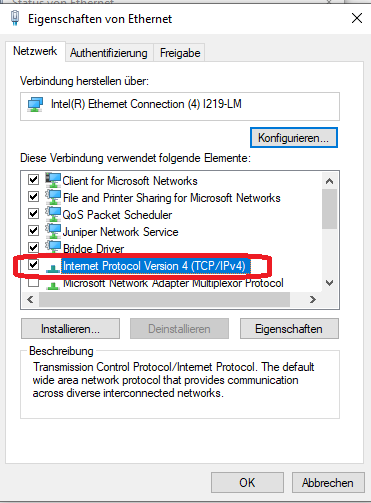 Status von Ethernet
Eigenschaften von Ethernet
Netzwerk Authentifizierung Freigabe
Verbindung herstellen über:
Intel(R) Ethernet Connection (4) I219-LM
Konfigurieren...
Diese Verbindung verwendet folgende Elemente:
Client for Microsoft Networks
File and Printer Sharing for Microsoft Networks
QoS Packet Scheduler
Juniper Network Service
Bridge Driver
Internet Protocol Version 4 (TCP/IPv4)
Microsoft Network Adapter Multiplexor Protocol
Installieren... Deinstallieren Eigenschaften
Beschreibung
Transmission Control Protocol/Internet Protocol. The default
wide area network protocol that provides communication
across diverse interconnected networks.
OK Abbrechen